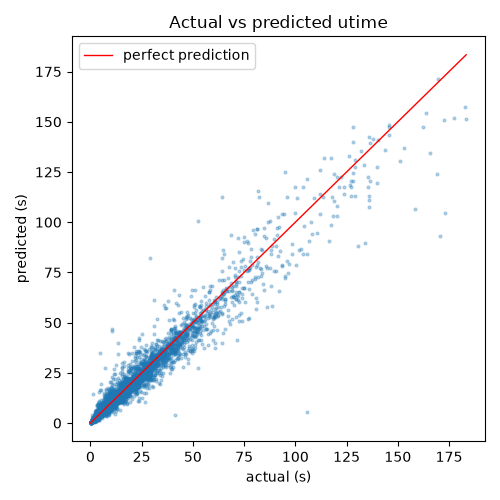 Actual vs predicted utime
perfect prediction
predicted (s)
175
150
125
100
75
50
25
0
0 25 50 75 100 125 150 175
actual (s)